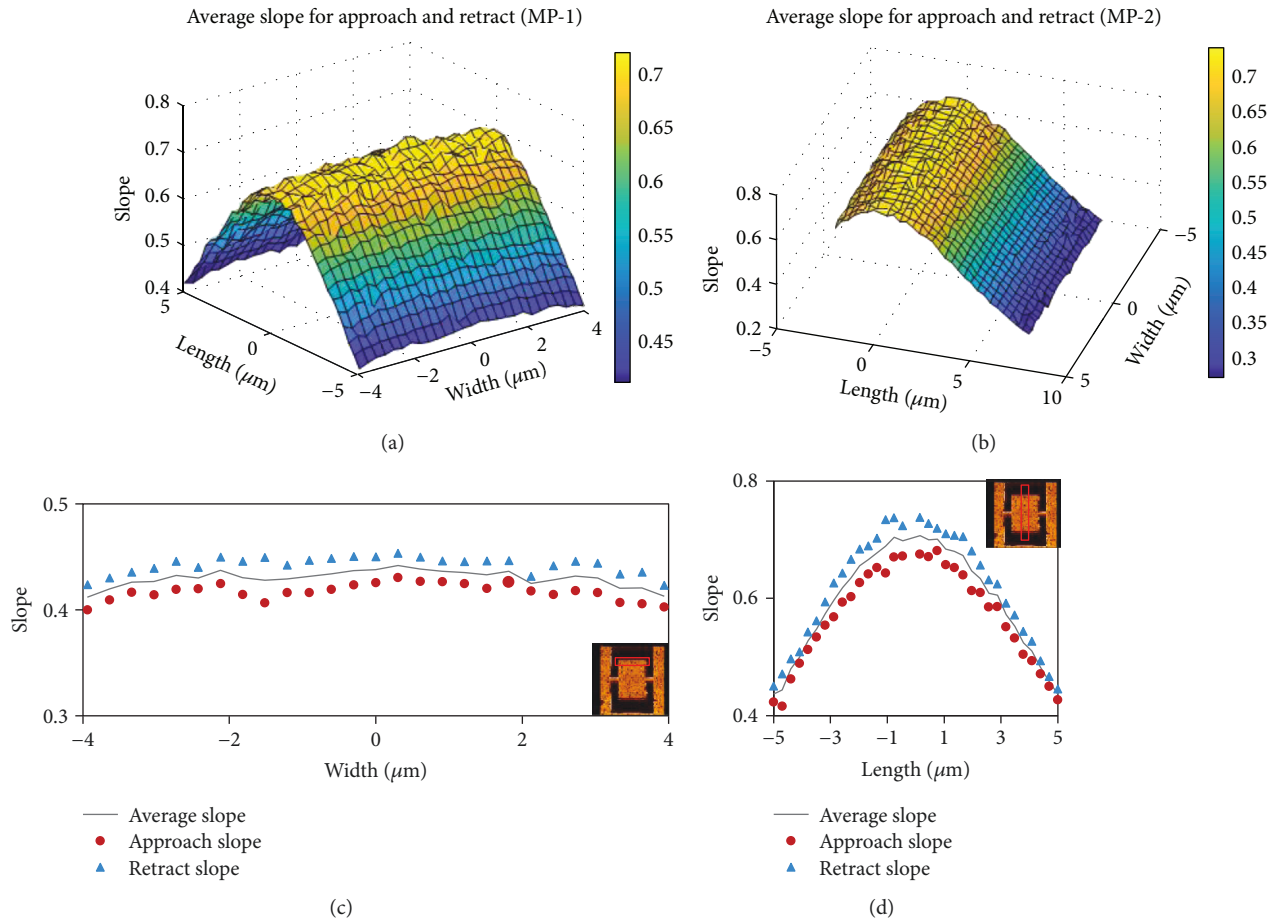 (a)
Average slope for approach and retract (MP-1)
0.8
0.7
0.6
0.5
0.4
Slope
5
0
−5
Length (μm)
−4
−2
0
2
4
Width (μm)
0.7
0.65
0.6
0.55
0.5
0.45
(a)
Average slope for approach and retract (MP-2)
0.8
0.6
0.4
0.2
Slope
−5
0
5
10
Length (μm)
−5
0
5
Width (μm)
0.7
0.65
0.6
0.55
0.5
0.45
0.4
0.35
0.3
(b)
0.5
0.4
0.3
Slope
−4
−2
0
2
4
Width (μm)
Average slope
Approach slope
Retract slope
(c)
0.8
0.6
0.4
Slope
−5
−3
−1
1
3
5
Length (μm)
Average slope
Approach slope
Retract slope
(d)